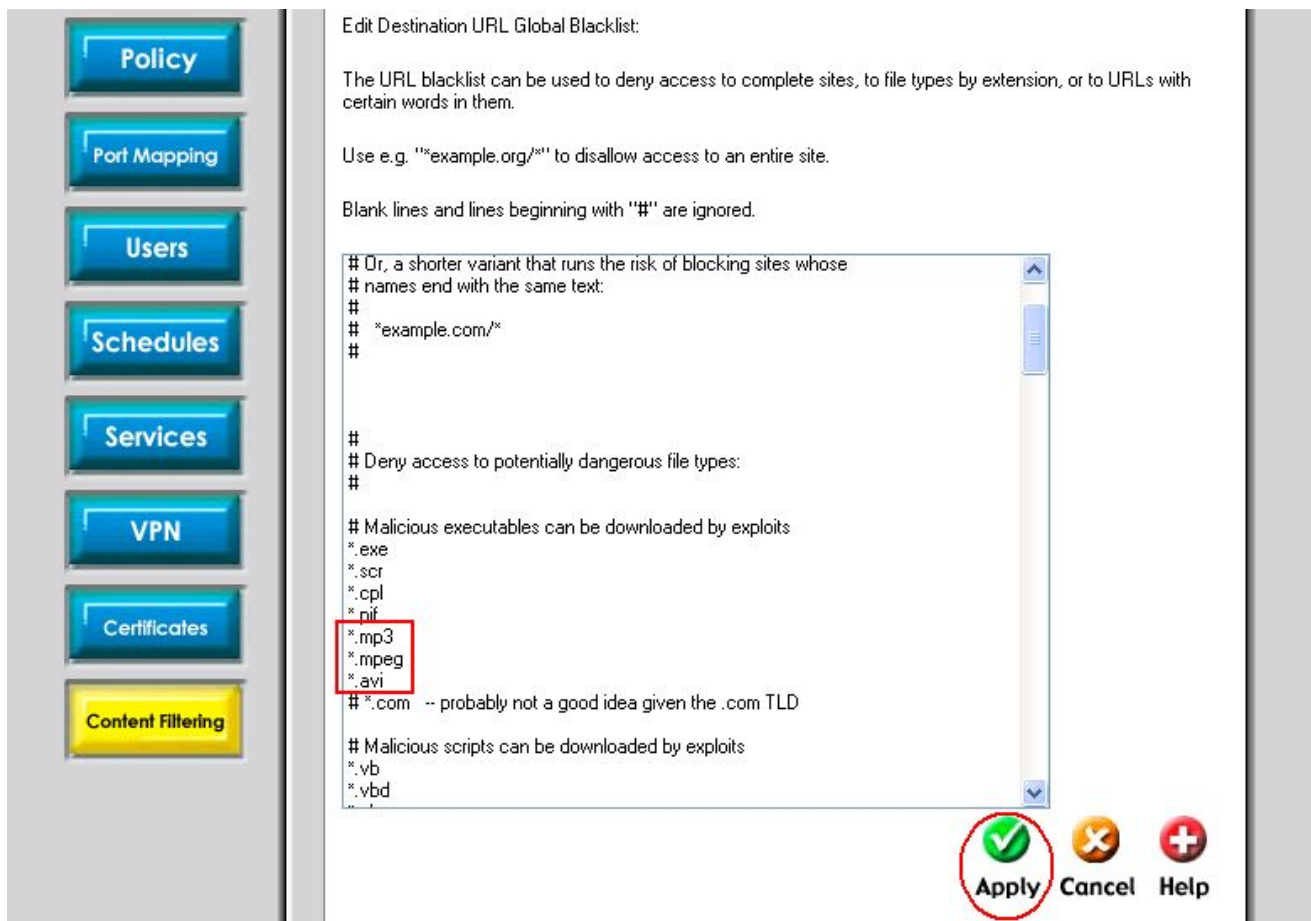 Policy
Port Mapping
Users
Schedules
Services
VPN
Certificates
Content Filtering
Edit Destination URL Global Blacklist:
The URL blacklist can be used to deny access to complete sites, to file types by extension, or to URLs with
certain words in them.
Use e.g. "*example.org/*" to disallow access to an entire site.
Blank lines and lines beginning with "#" are ignored.
# Or, a shorter variant that runs the risk of blocking sites whose
# names end with the same text:
#
#   *example.com/*
#
#
# Deny access to potentially dangerous file types:
#
# Malicious executables can be downloaded by exploits
*.exe
*.scr
*.cpl
*.pif
*.mp3
*.mpeg
*.avi
# *.com   -- probably not a good idea given the .com TLD
# Malicious scripts can be downloaded by exploits
*.vb
*.vbd
Apply Cancel Help